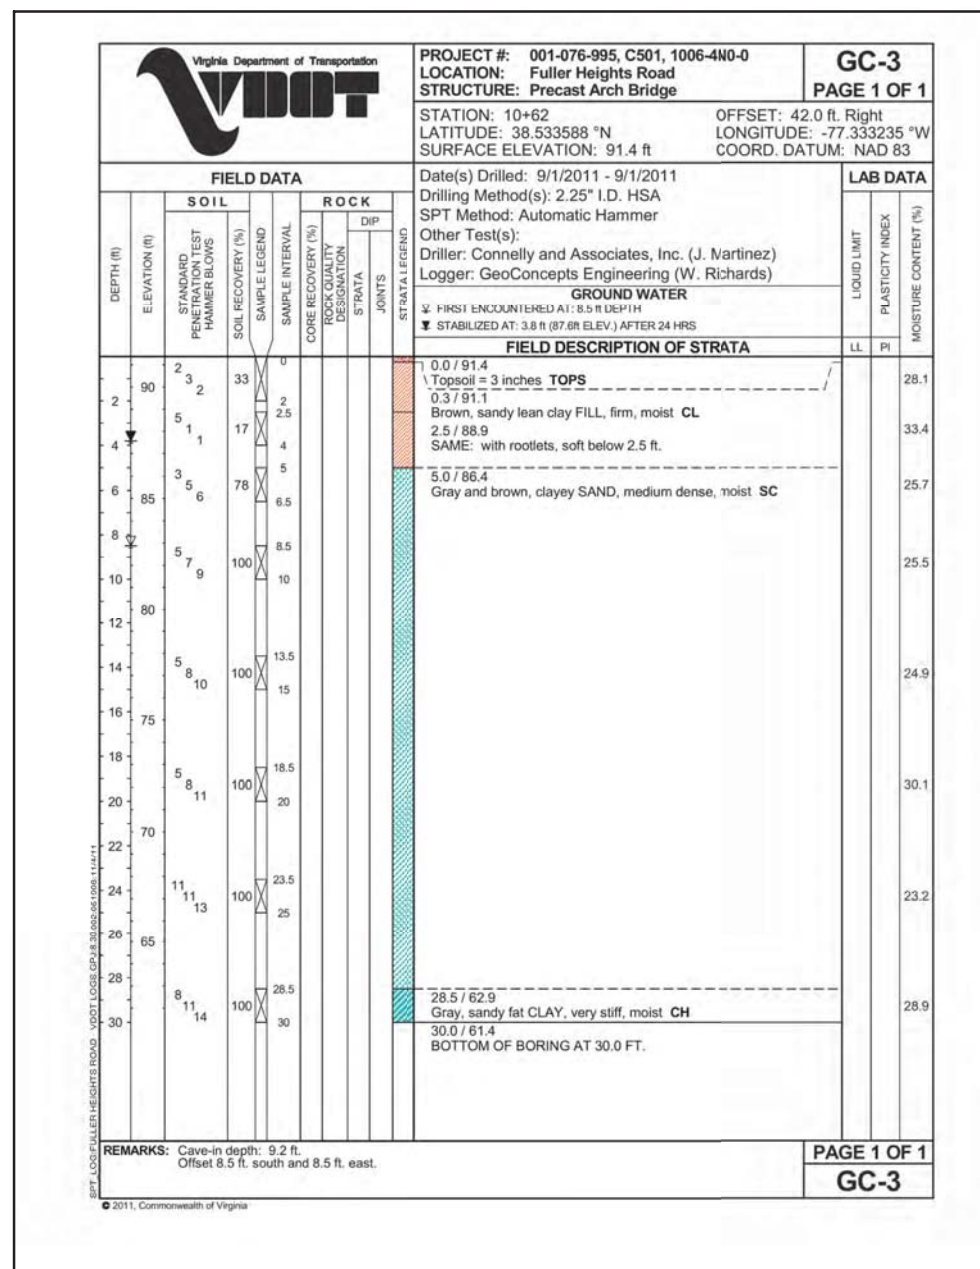 Virginia Department of Transportation
VDOT
PROJECT #: 001-076-995, C501, 1006-4N0-0
LOCATION: Fuller Heights Road
STRUCTURE: Precast Arch Bridge
GC-3
PAGE 1 OF 1
STATION: 10+62 OFFSET: 42.0 ft. Right
LATITUDE: 38.533588 °N LONGITUDE: -77.333235 °W
SURFACE ELEVATION: 91.4 ft COORD. DATUM: NAD 83
FIELD DATA
Date(s) Drilled: 9/1/2011 - 9/1/2011
Drilling Method(s): 2.25" I.D. HSA
SPT Method: Automatic Hammer
Other Test(s):
Driller: Connelly and Associates, Inc. (J. Martinez)
Logger: GeoConcepts Engineering (W. Richards)
LAB DATA
SOIL
ROCK
DIP
DEPTH (ft)
ELEVATION (ft)
STANDARD
PENETRATION TEST
HAMMER BLOWS
SOIL RECOVERY (%)
SAMPLE LEGEND
SAMPLE INTERVAL
CORE RECOVERY (%)
ROCK QUALITY
DESIGNATION
STRATA
JOINTS
STRATA LEGEND
LIQUID LIMIT
PLASTICITY INDEX
MOISTURE CONTENT (%)
GROUND WATER
FIRST ENCOUNTERED AT: 8.5 ft DEPTH
STABILIZED AT: 3.8 ft (87.6ft ELEV.) AFTER 24 HRS
FIELD DESCRIPTION OF STRATA
LL PI
0.0 / 91.4
Topsoil = 3 inches TOPS
0.3 / 91.1
Brown, sandy lean clay FILL, firm, moist CL
2.5 / 88.9
SAME: with rootlets, soft below 2.5 ft.
5.0 / 86.4
Gray and brown, clayey SAND, medium dense, moist SC
28.5 / 62.9
Gray, sandy fat CLAY, very stiff, moist CH
30.0 / 61.4
BOTTOM OF BORING AT 30.0 FT.
2
4
6
8
10
12
14
16
18
20
22
24
26
28
30
90
85
80
75
70
65
2 3 2 33 0 2 28.1
5 1 1 17 2.5 4 33.4
3 5 6 78 5 6.5 25.7
5 7 9 100 8.5 10 25.5
5 8 10 100 13.5 15 24.9
5 8 11 100 18.5 20 30.1
11 11 13 100 23.5 25 23.2
8 11 14 100 28.5 30 28.9
REMARKS: Cave-in depth: 9.2 ft.
Offset 8.5 ft. south and 8.5 ft. east.
PAGE 1 OF 1
GC-3
© 2011, Commonwealth of Virginia